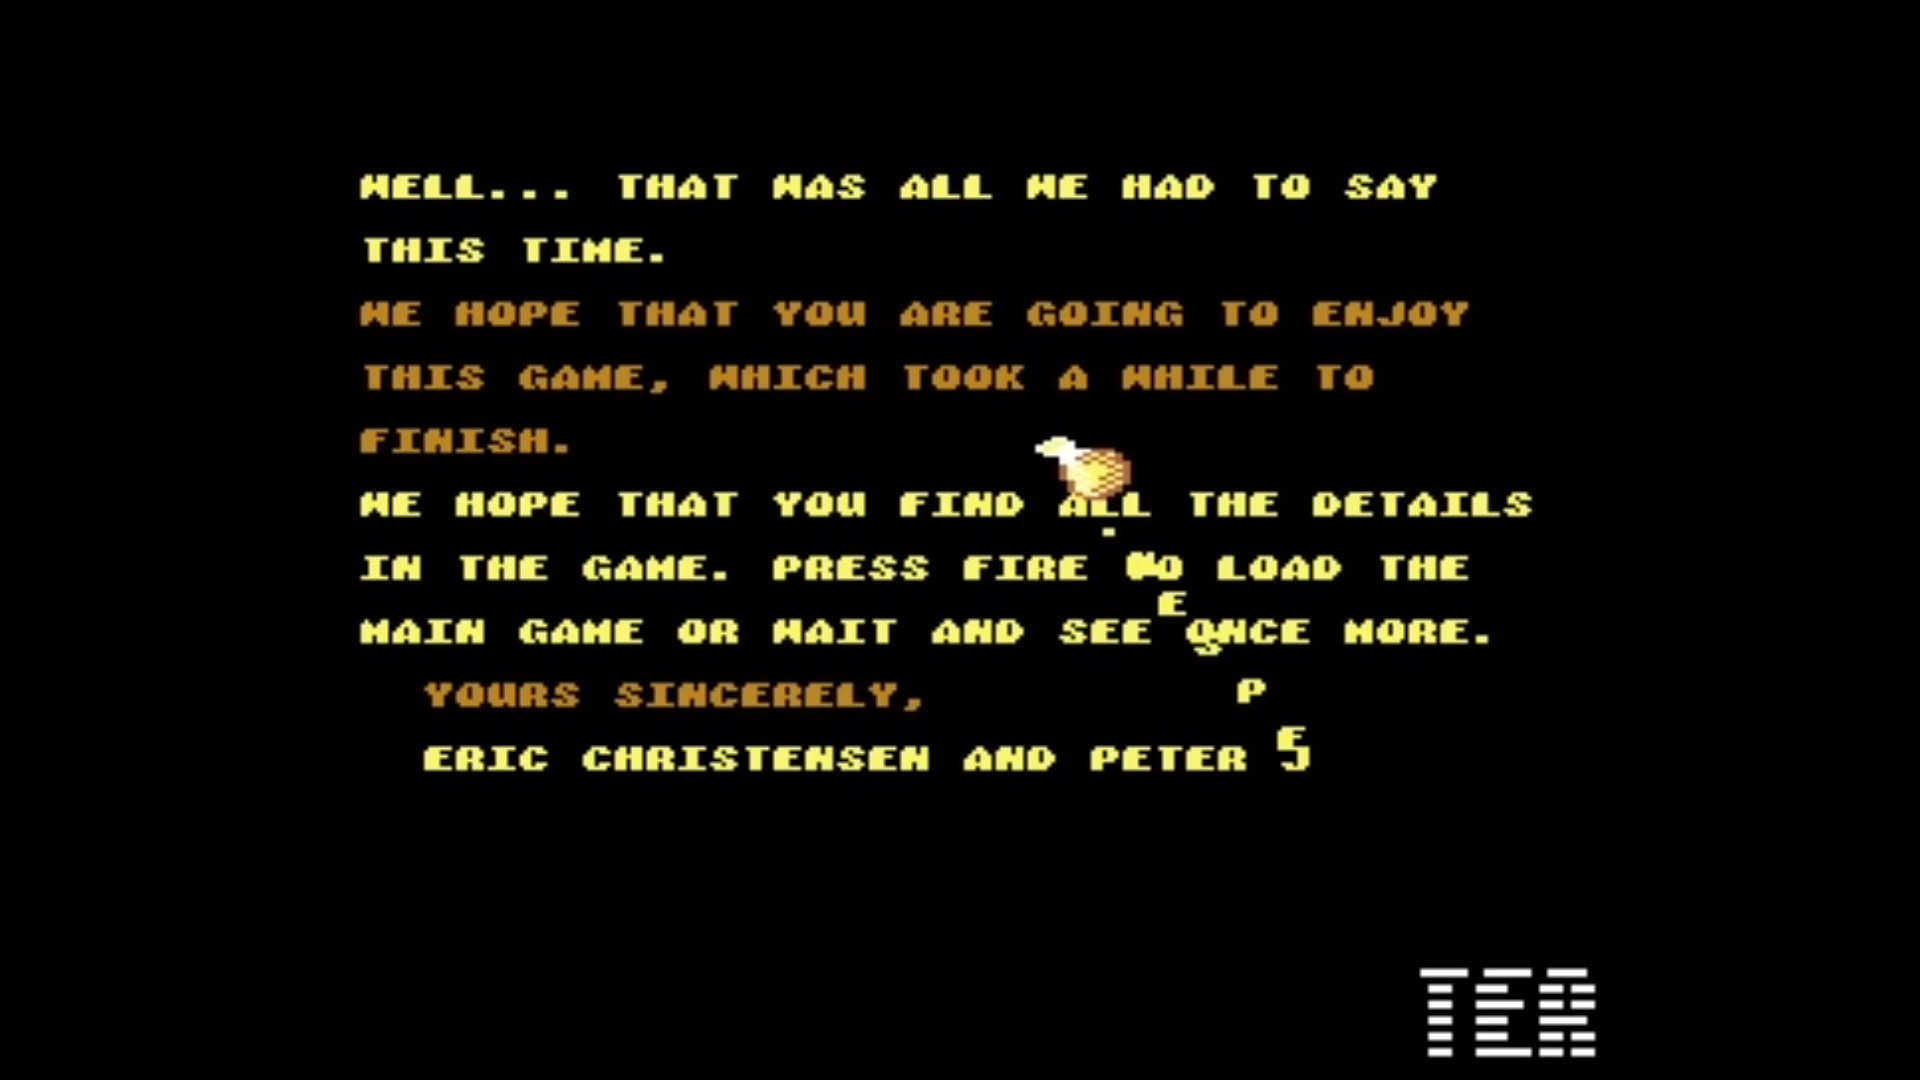 WELL... THAT WAS ALL WE HAD TO SAY
THIS TIME.
WE HOPE THAT YOU ARE GOING TO ENJOY
THIS GAME, WHICH TOOK A WHILE TO
FINISH.
WE HOPE THAT YOU FIND ALL THE DETAILS
IN THE GAME. PRESS FIRE TO LOAD THE
MAIN GAME OR WAIT AND SEE ONCE MORE.
YOURS SINCERELY,
ERIC CHRISTENSEN AND PETER J
TER